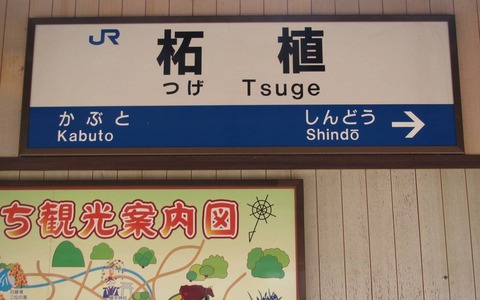 JR
柘植
つげ Tsuge
かぶと しんどう
Kabuto Shindō
ち観光案内図